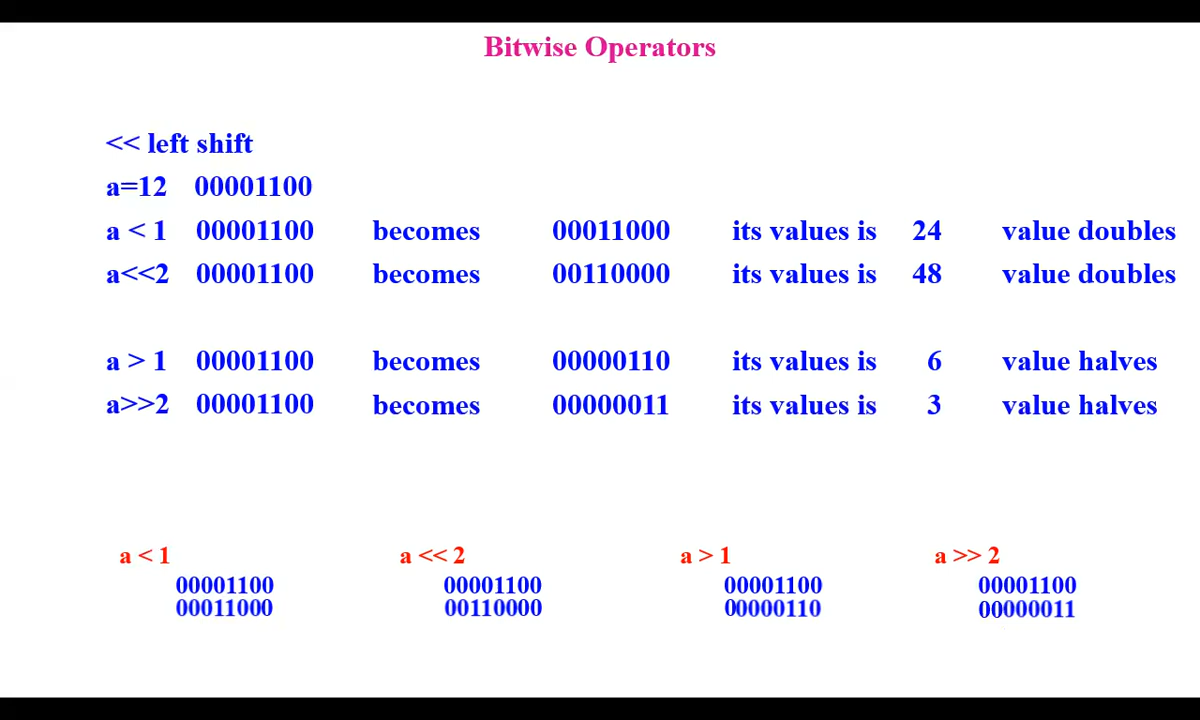 Bitwise Operators
<< left shift
a=12 00001100
a < 1 00001100 becomes 00011000 its values is 24 value doubles
a<<2 00001100 becomes 00110000 its values is 48 value doubles
a > 1 00001100 becomes 00000110 its values is 6 value halves
a>>2 00001100 becomes 00000011 its values is 3 value halves
a < 1 a << 2 a > 1 a >> 2
00001100 00001100 00001100 00001100
00011000 00110000 00000110 00000011